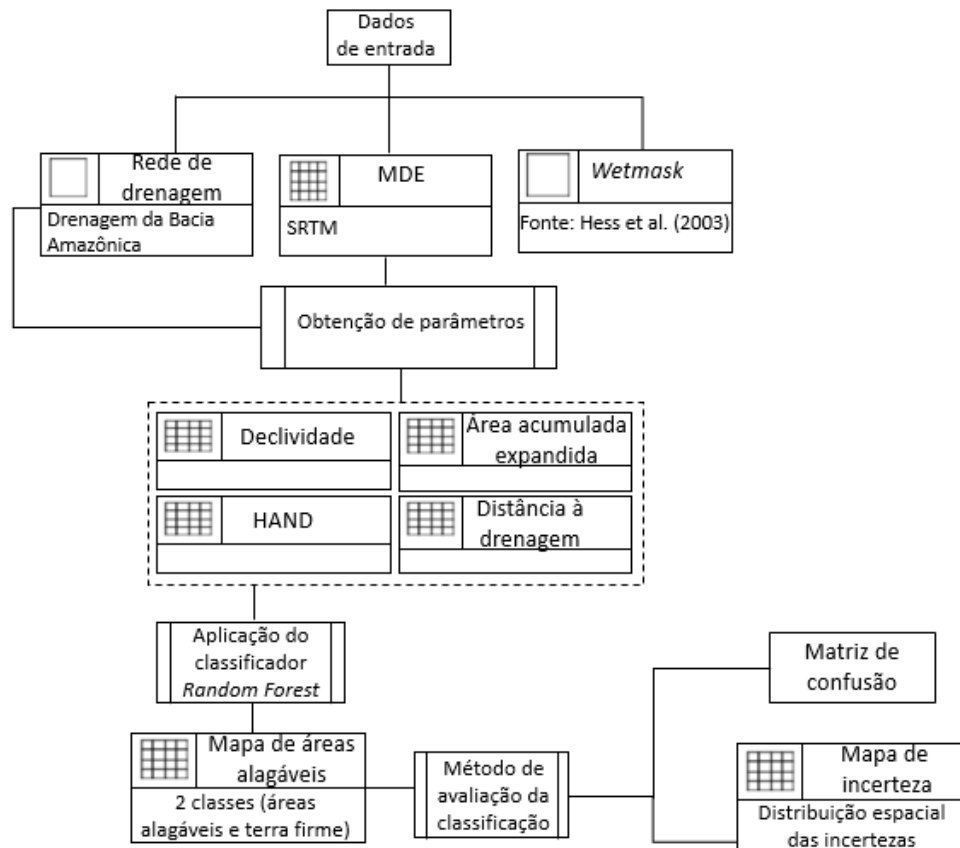 Dados
de entrada
Rede de
drenagem
Drenagem da Bacia
Amazônica
MDE
SRTM
Wetmask
Fonte: Hess et al. (2003)
Obtenção de parâmetros
Declividade
Área acumulada
expandida
HAND
Distância à
drenagem
Aplicação do
classificador
Random Forest
Mapa de áreas
alagáveis
2 classes (áreas
alagáveis e terra firme)
Método de
avaliação da
classificação
Matriz de
confusão
Mapa de
incerteza
Distribuição espacial
das incertezas